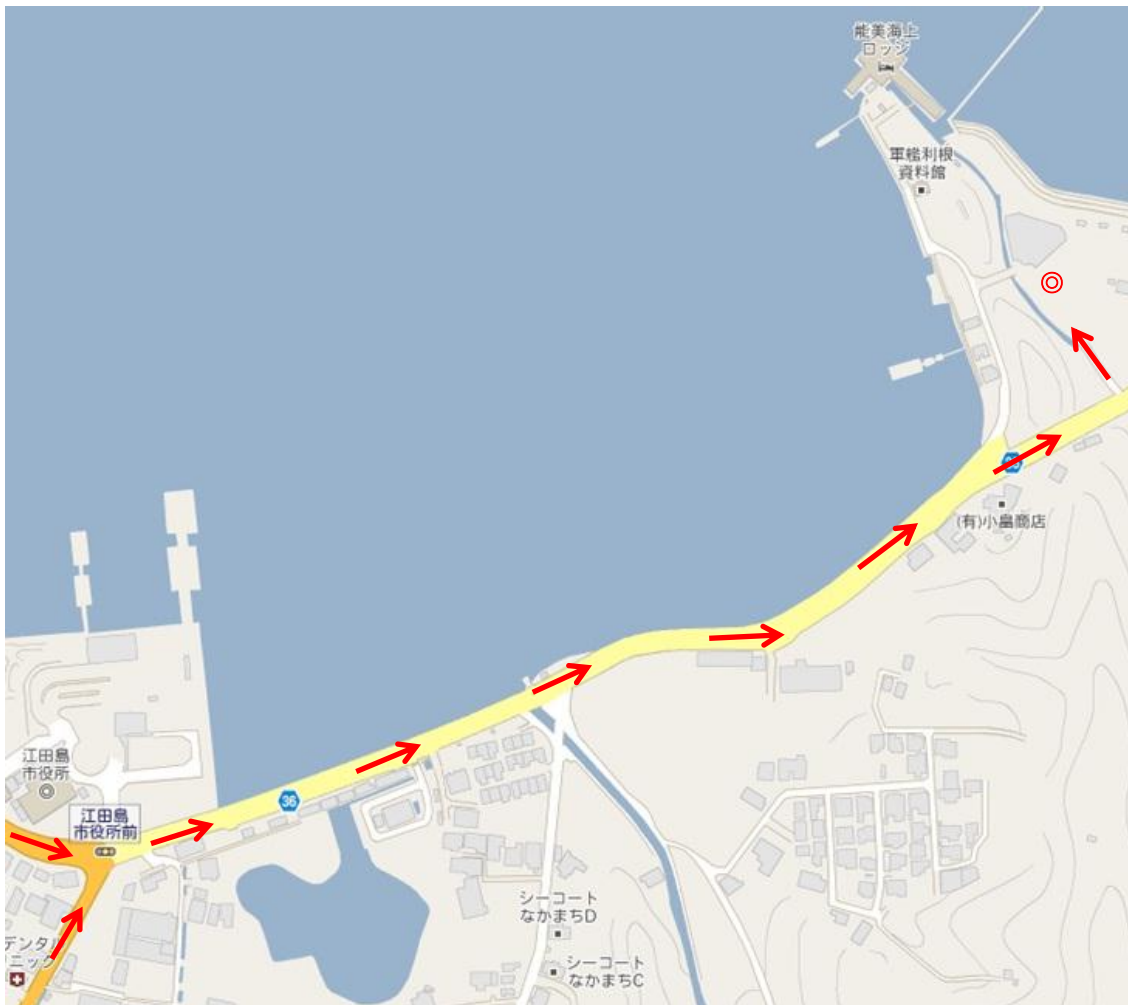 能美海上
ロッジ
軍艦利根
資料館
(有)小畠商店
江田島
市役所
江田島
市役所前
36
シーコート
なかまちD
シーコート
なかまちC
デンタル
ニック